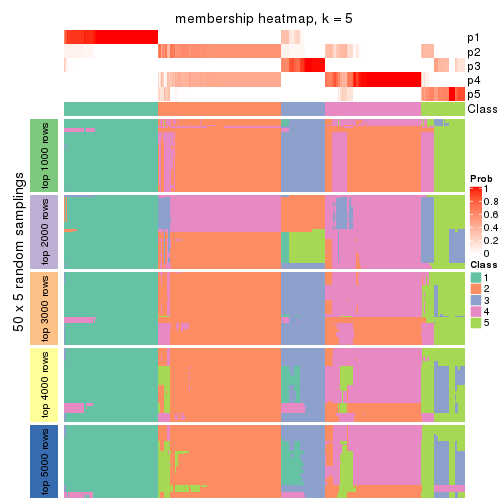 membership heatmap, k = 5
p1
p2
p3
p4
p5
Class
50 x 5 random samplings
top 1000 rows
top 2000 rows
top 3000 rows
top 4000 rows
top 5000 rows
Prob
1
0.8
0.6
0.4
0.2
0
Class
1
2
3
4
5